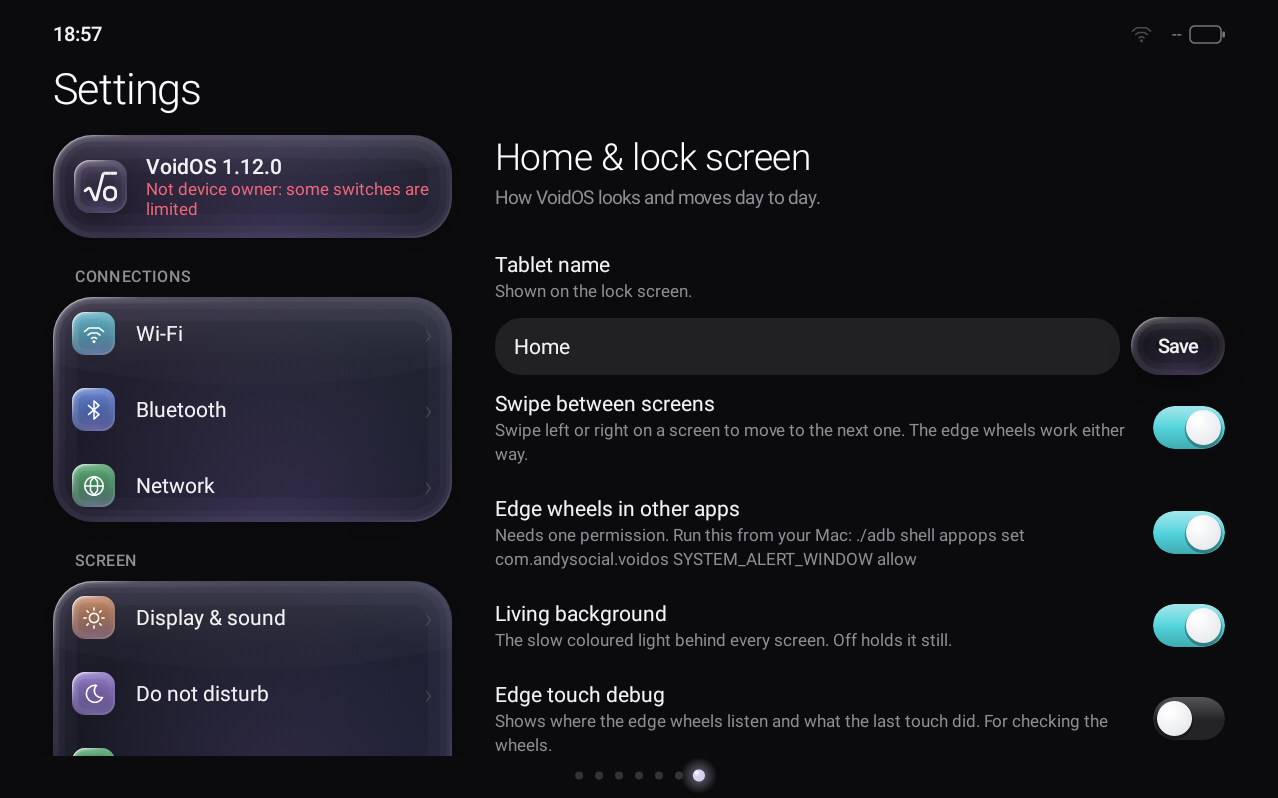 18:57
--
Settings
VoidOS 1.12.0
Not device owner: some switches are
limited
CONNECTIONS
Wi-Fi
Bluetooth
Network
SCREEN
Display & sound
Do not disturb
Home & lock screen
How VoidOS looks and moves day to day.
Tablet name
Shown on the lock screen.
Home
Save
Swipe between screens
Swipe left or right on a screen to move to the next one. The edge wheels work either
way.
Edge wheels in other apps
Needs one permission. Run this from your Mac: ./adb shell appops set
com.andysocial.voidos SYSTEM_ALERT_WINDOW allow
Living background
The slow coloured light behind every screen. Off holds it still.
Edge touch debug
Shows where the edge wheels listen and what the last touch did. For checking the
wheels.